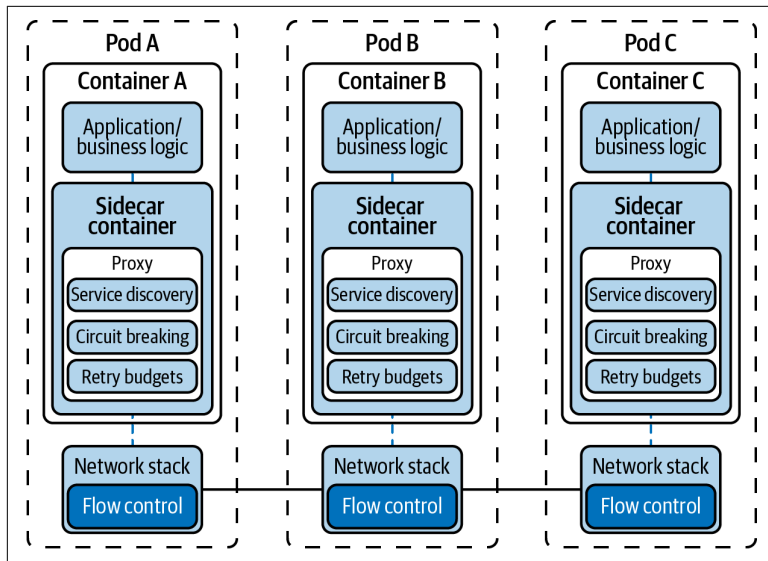 Pod A
Container A
Application/
business logic
Sidecar
container
Proxy
Service discovery
Circuit breaking
Retry budgets
Network stack
Flow control
Pod B
Container B
Application/
business logic
Sidecar
container
Proxy
Service discovery
Circuit breaking
Retry budgets
Network stack
Flow control
Pod C
Container C
Application/
business logic
Sidecar
container
Proxy
Service discovery
Circuit breaking
Retry budgets
Network stack
Flow control